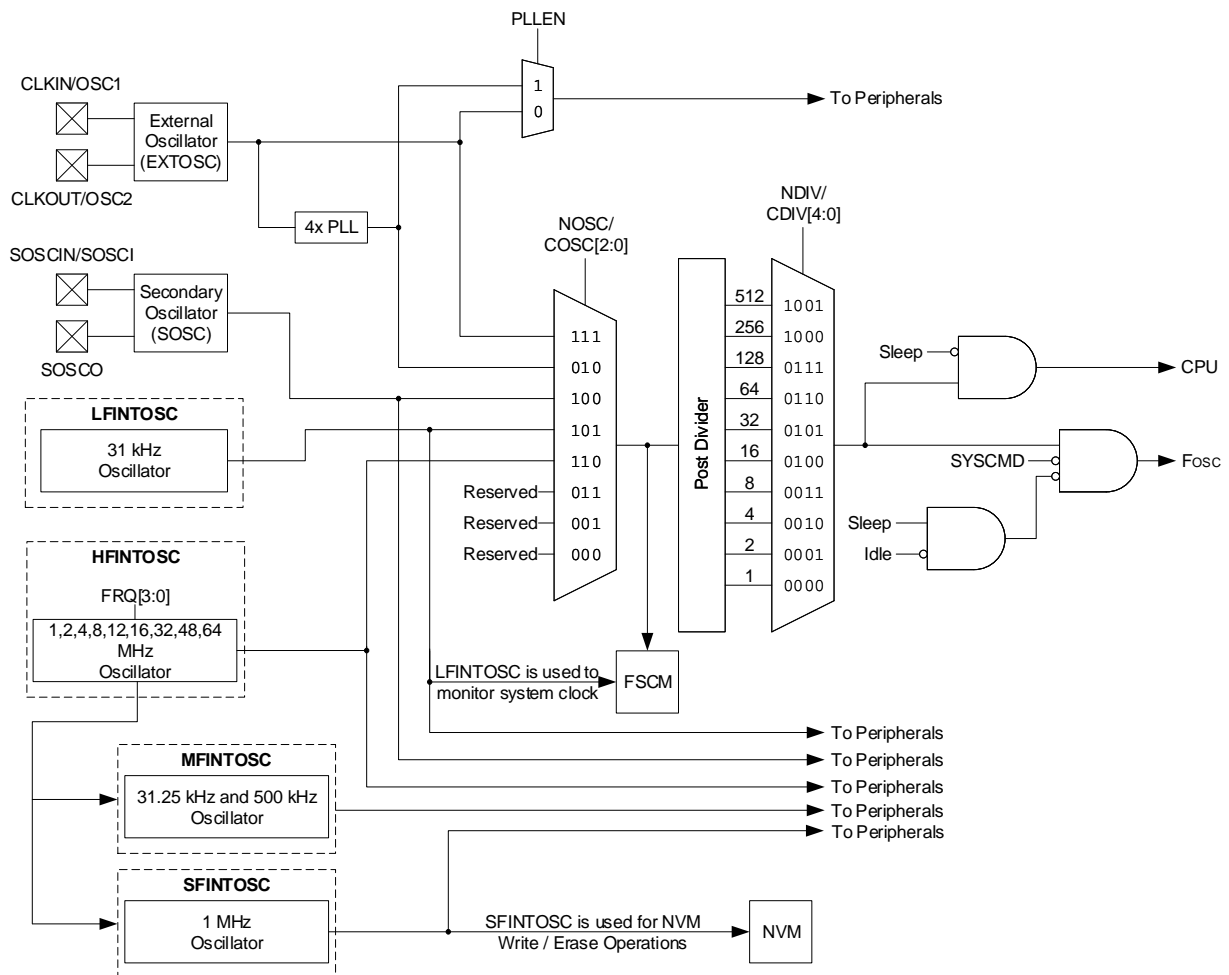 PLLEN
CLKIN/OSC1
External
Oscillator
(EXTOSC)
CLKOUT/OSC2
1
0
To Peripherals
4x PLL
NOSC/
COSC[2:0]
NDIV/
CDIV[4:0]
SOSCIN/SOSCI
Secondary
Oscillator
(SOSC)
SOSCO
LFINTOSC
31 kHz
Oscillator
HFINTOSC
FRQ[3:0]
1,2,4,8,12,16,32,48,64
MHz
Oscillator
111
010
100
101
110
Reserved 011
Reserved 001
Reserved 000
Post Divider
512 1001
256 1000
128 0111
64 0110
32 0101
16 0100
8 0011
4 0010
2 0001
1 0000
Sleep
CPU
SYSCMD
Fosc
Sleep
Idle
LFINTOSC is used to
monitor system clock
FSCM
To Peripherals
To Peripherals
To Peripherals
To Peripherals
To Peripherals
MFINTOSC
31.25 kHz and 500 kHz
Oscillator
SFINTOSC
1 MHz
Oscillator
SFINTOSC is used for NVM
Write / Erase Operations
NVM